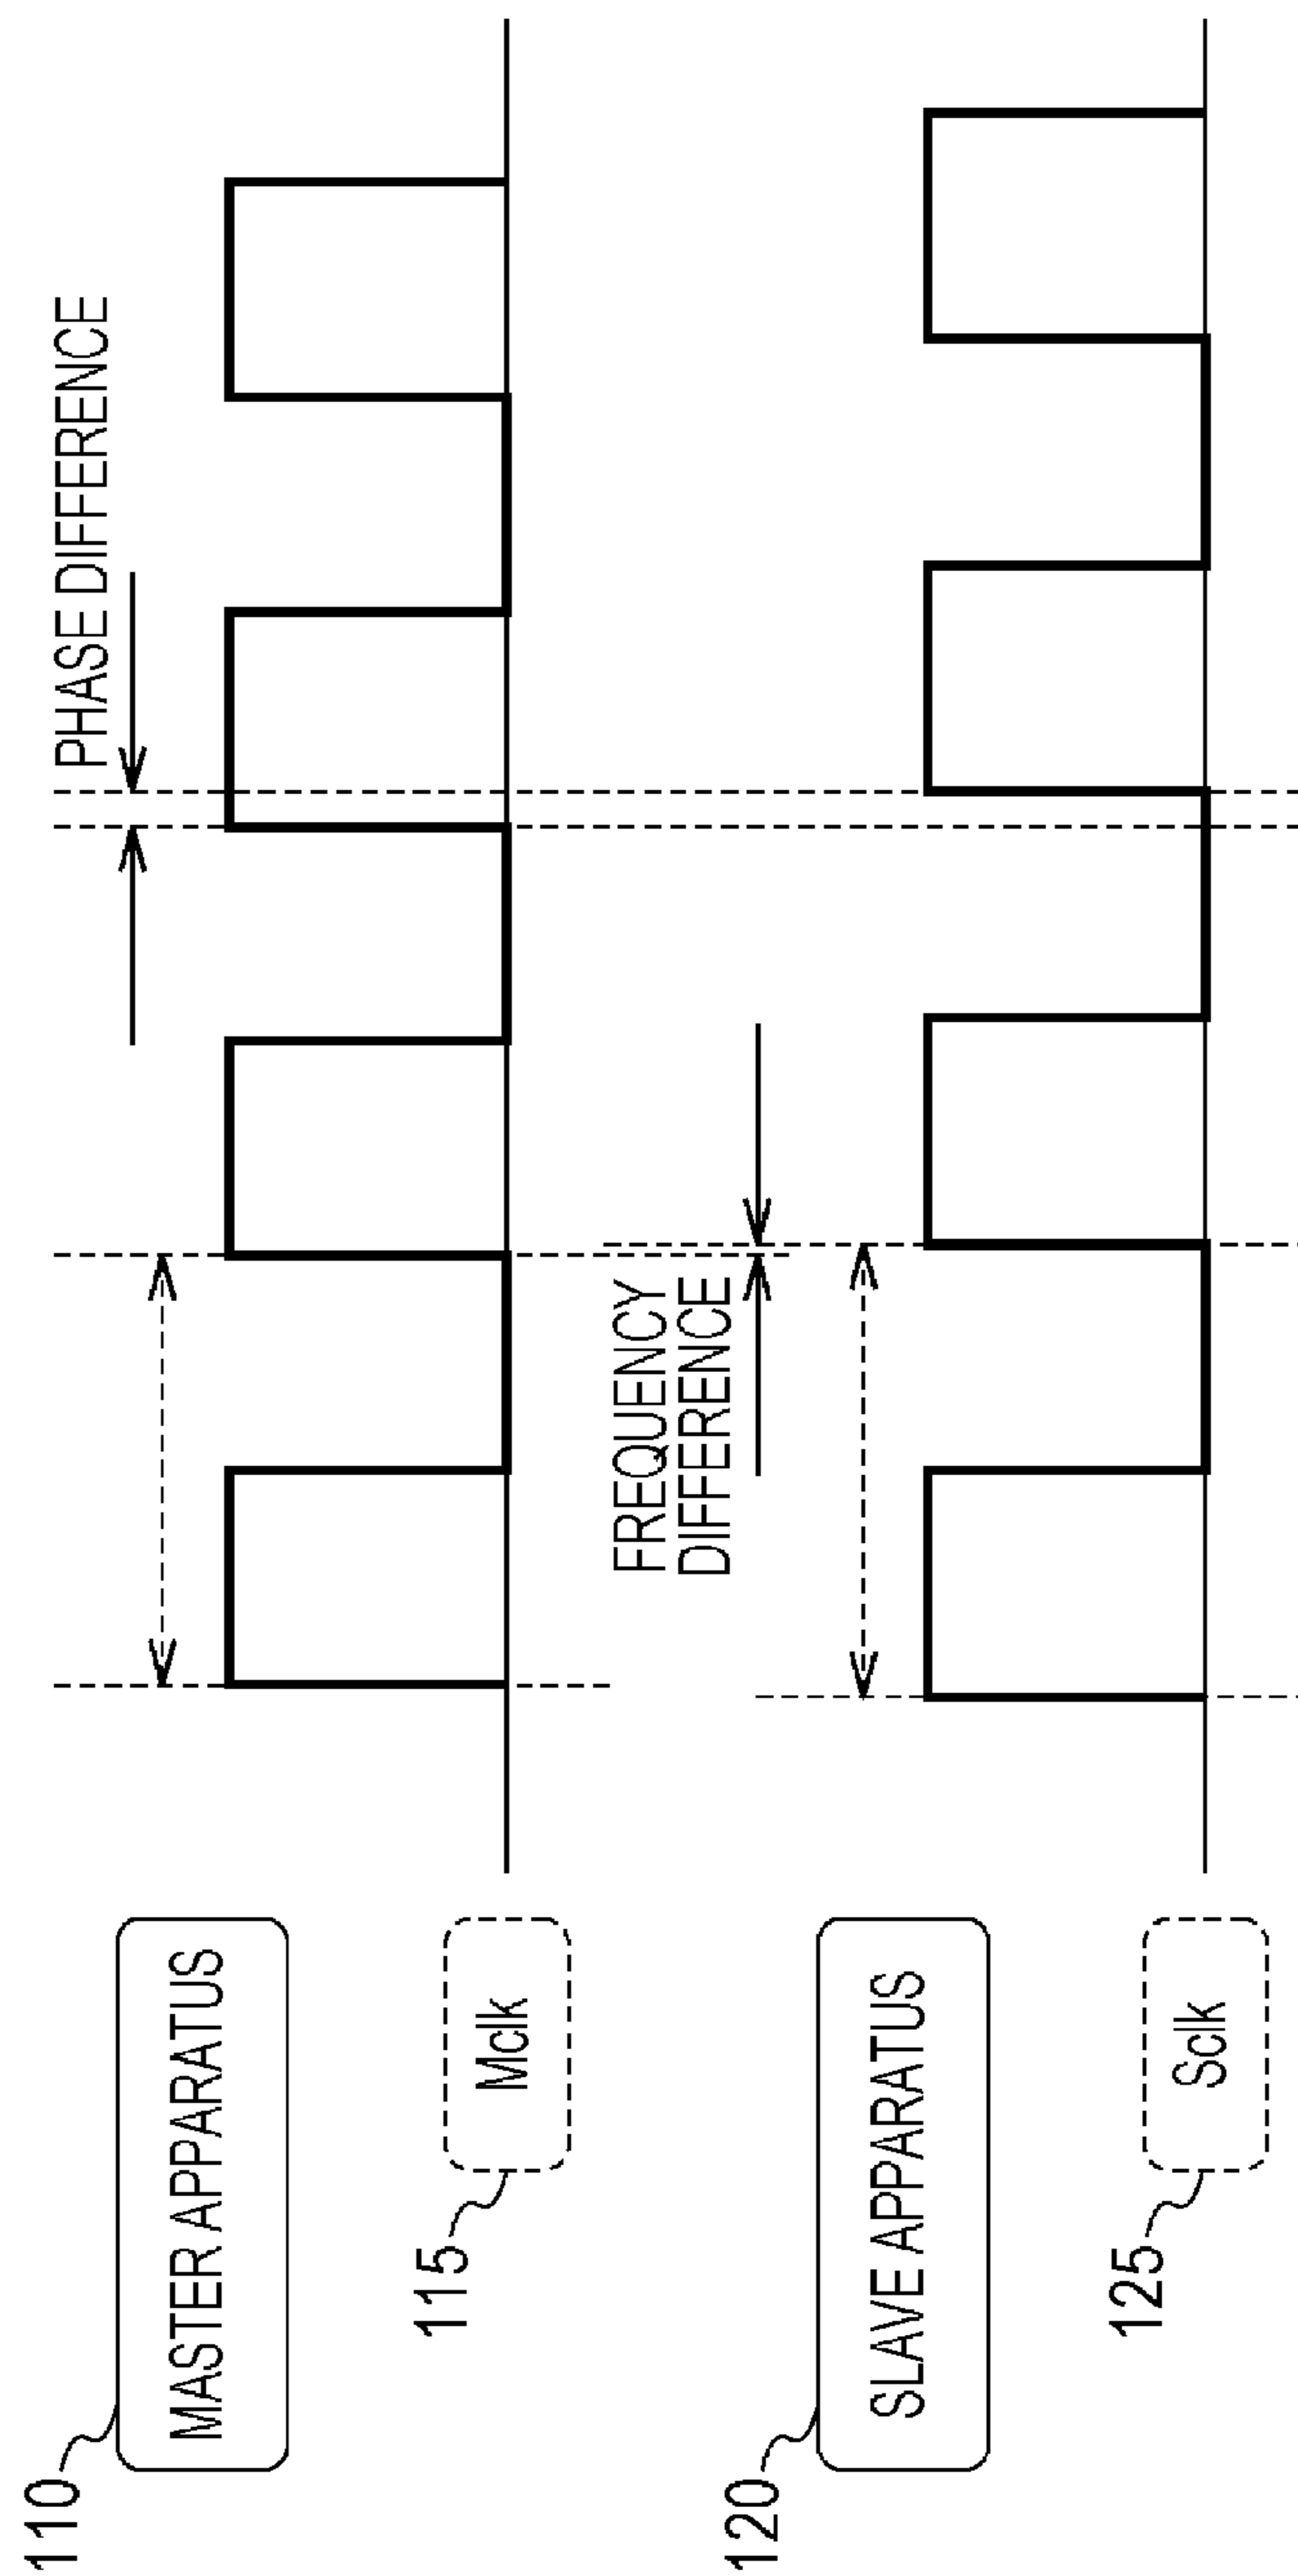 110
MASTER APPARATUS
PHASE DIFFERENCE
115
Mclk
FREQUENCY
DIFFERENCE
120
SLAVE APPARATUS
125
Sclk